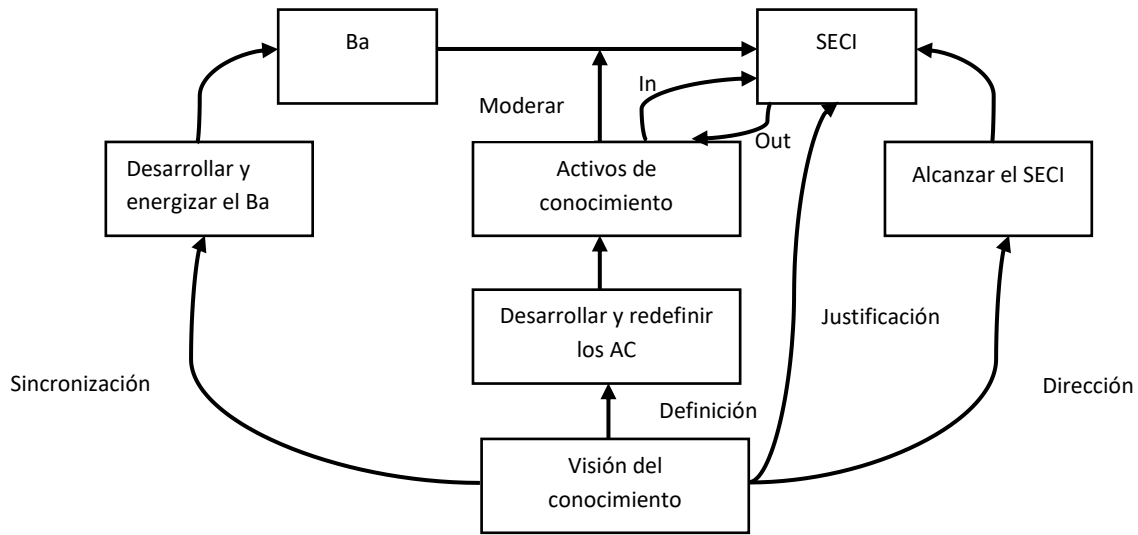 Ba
SECI
In
Moderar
Out
Desarrollar y
energizar el Ba
Activos de
conocimiento
Alcanzar el SECI
Desarrollar y redefinir
los AC
Justificación
Sincronización
Dirección
Definición
Visión del
conocimiento